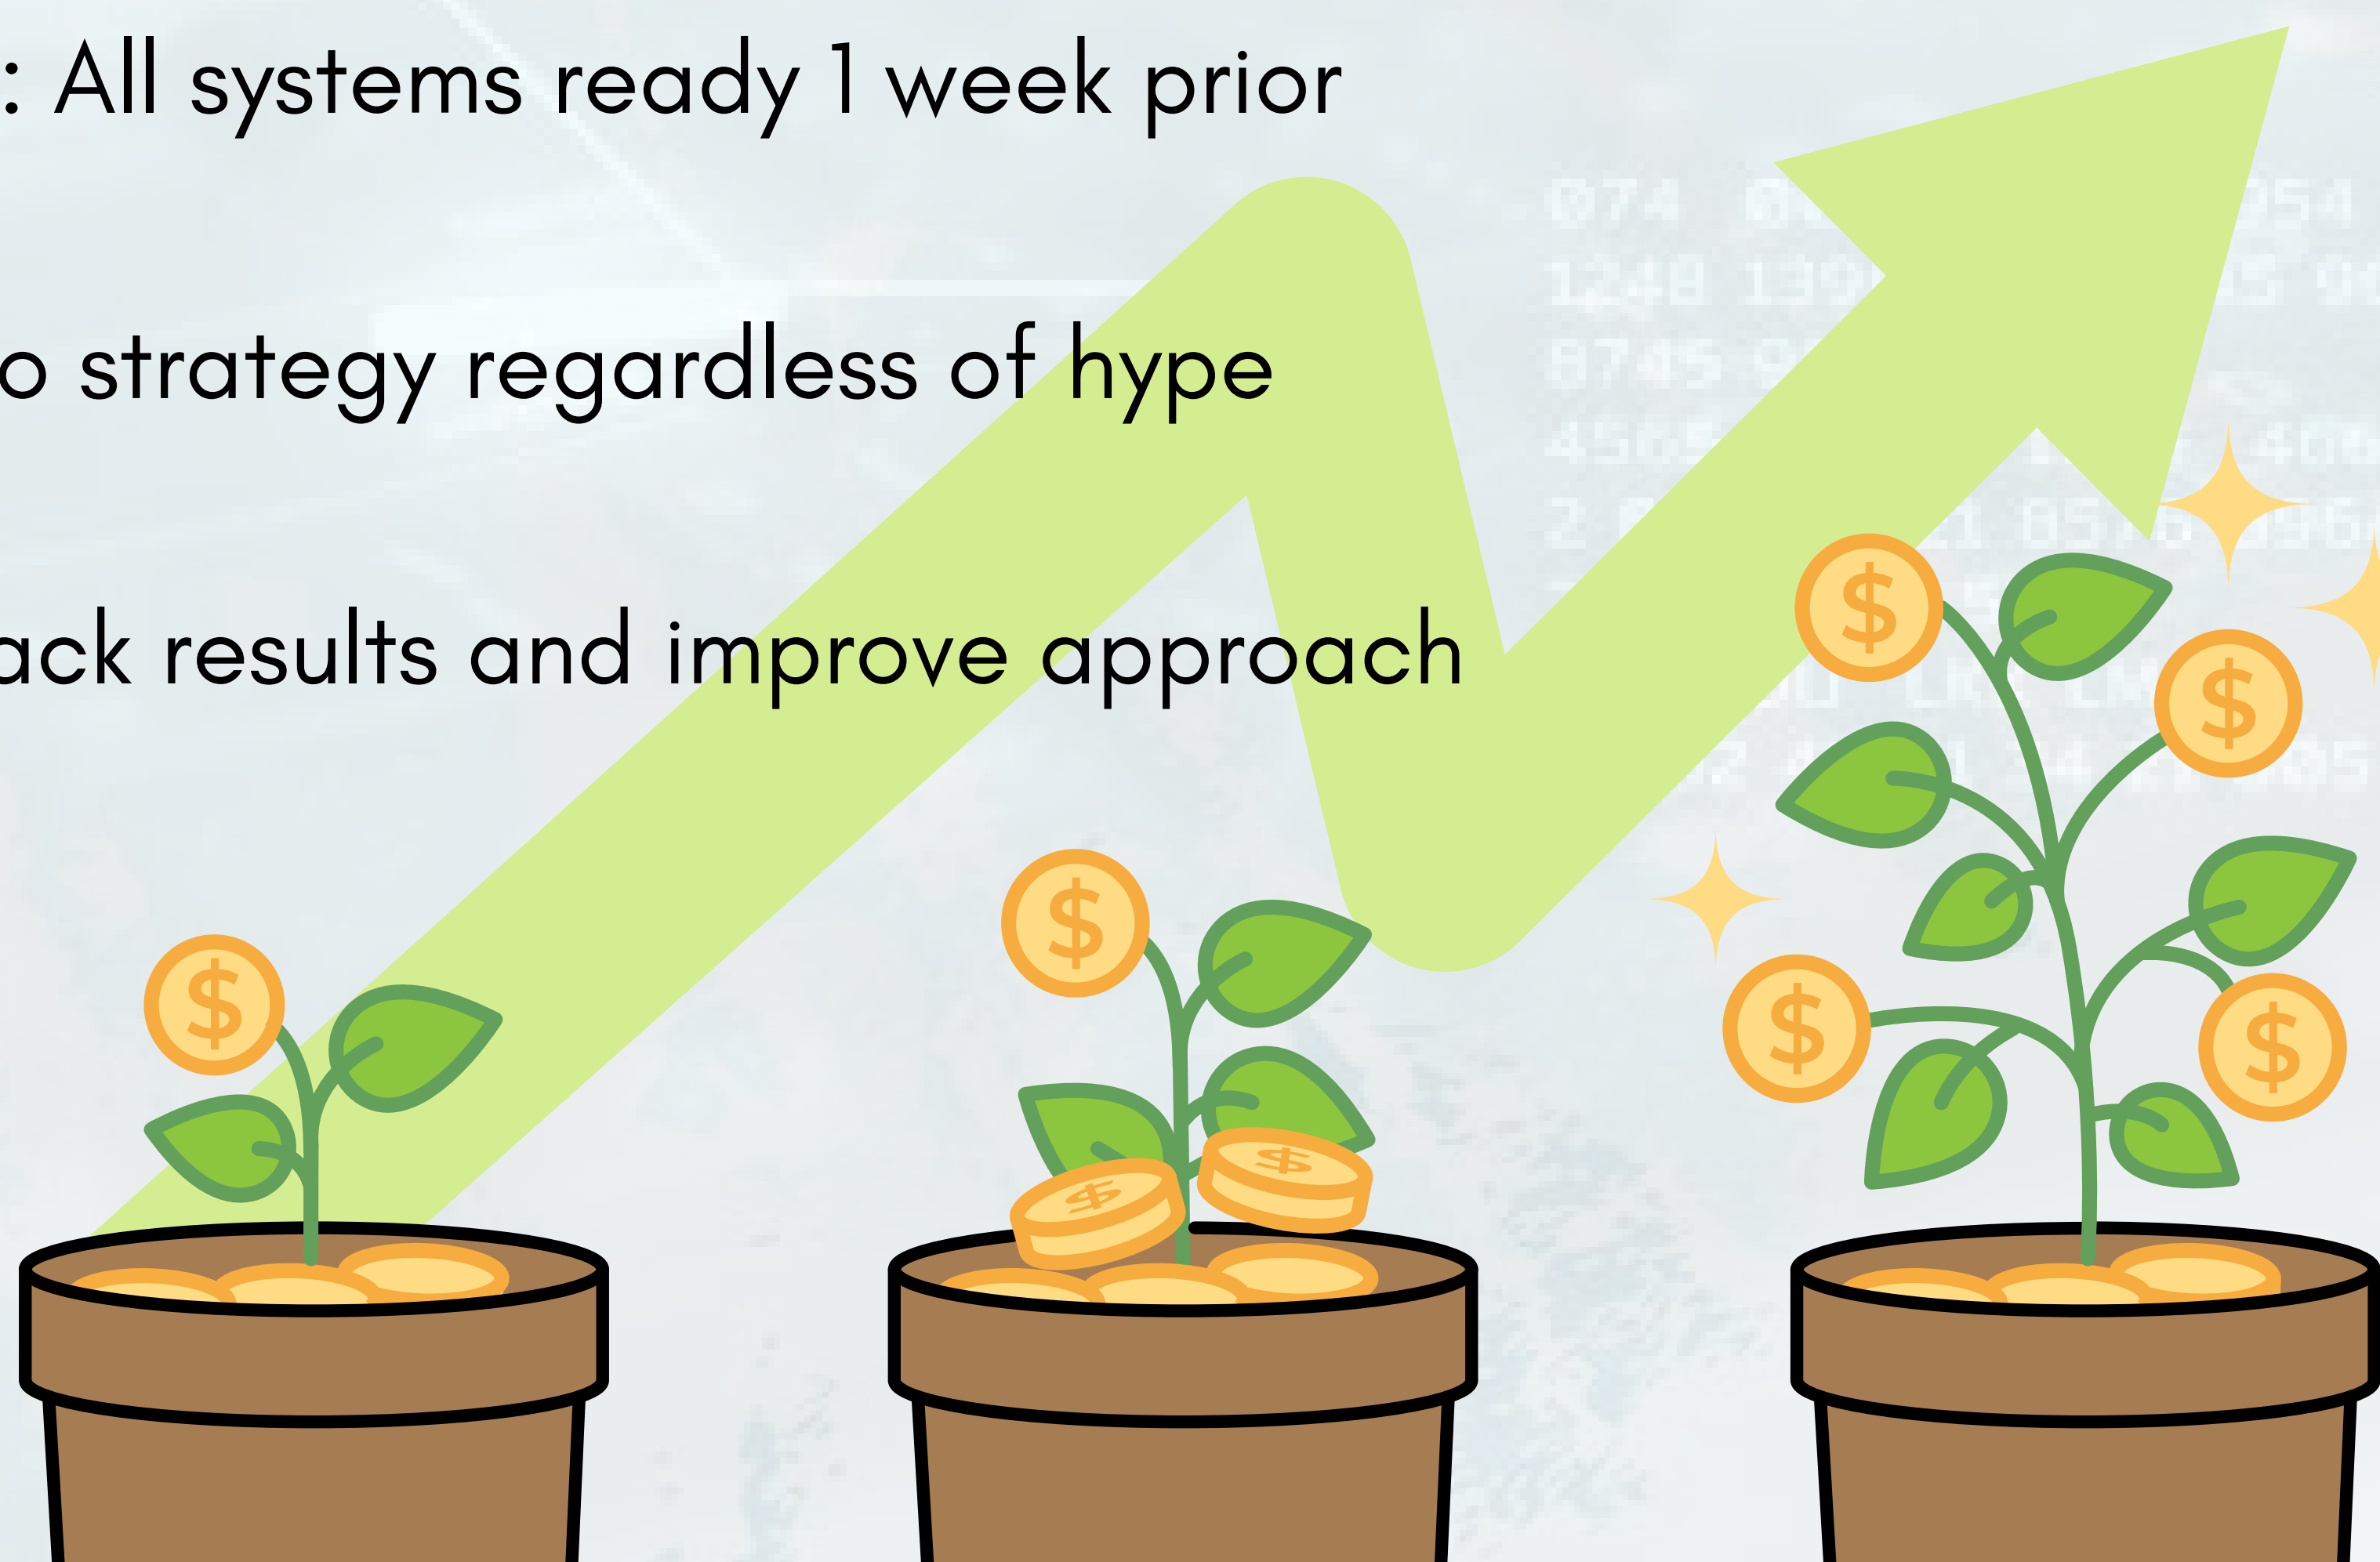 : All systems ready 1 week prior
o strategy regardless of hype
ack results and improve approach